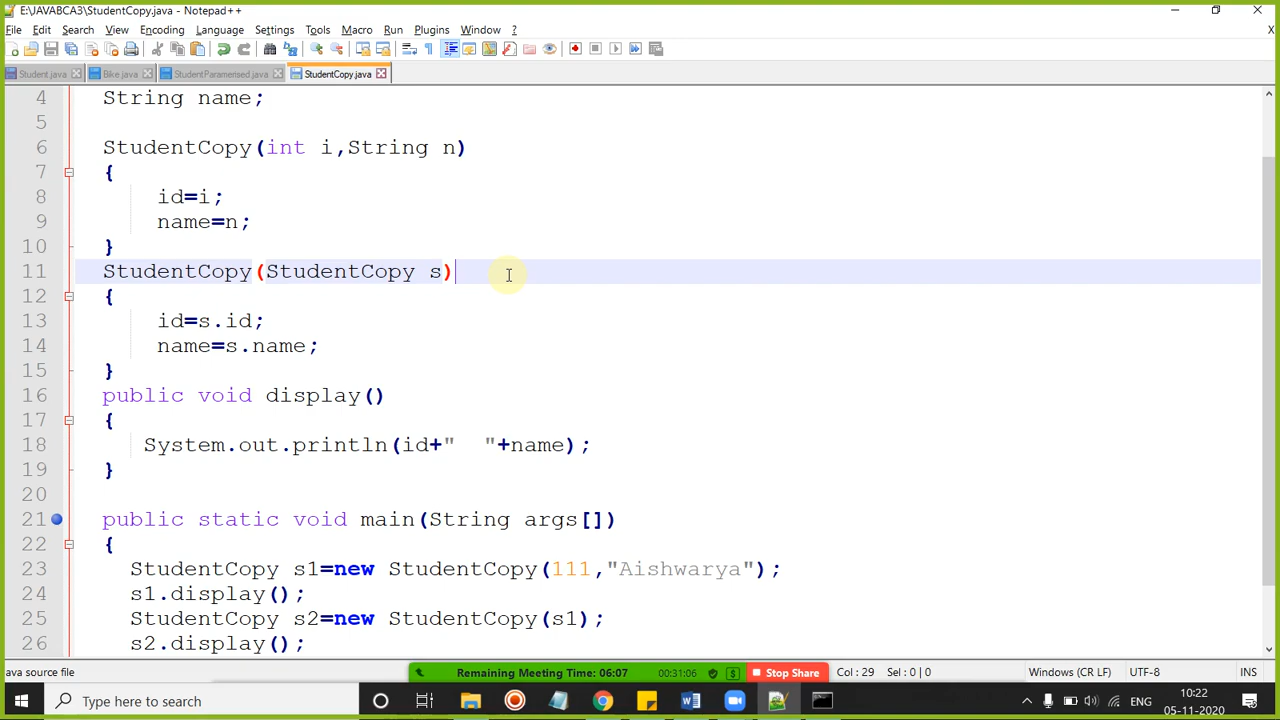 E:\JAVABCA3\StudentCopy.java - Notepad++
File Edit Search View Encoding Language Settings Tools Macro Run Plugins Window ? X
Student.java Bike.java StudentParamerised.java StudentCopy.java
4 String name;
5
6 StudentCopy(int i,String n)
7 {
8 id=i;
9 name=n;
10 }
11 StudentCopy(StudentCopy s)
12 {
13 id=s.id;
14 name=s.name;
15 }
16 public void display()
17 {
18 System.out.println(id+"  "+name);
19 }
20
21 public static void main(String args[])
22 {
23 StudentCopy s1=new StudentCopy(111,"Aishwarya");
24 s1.display();
25 StudentCopy s2=new StudentCopy(s1);
26 s2.display();
ava source file Remaining Meeting Time: 06:07 00:31:06 Stop Share Col : 29 Sel : 0 | 0 Windows (CR LF) UTF-8 INS
Type here to search ENG 10:22
05-11-2020